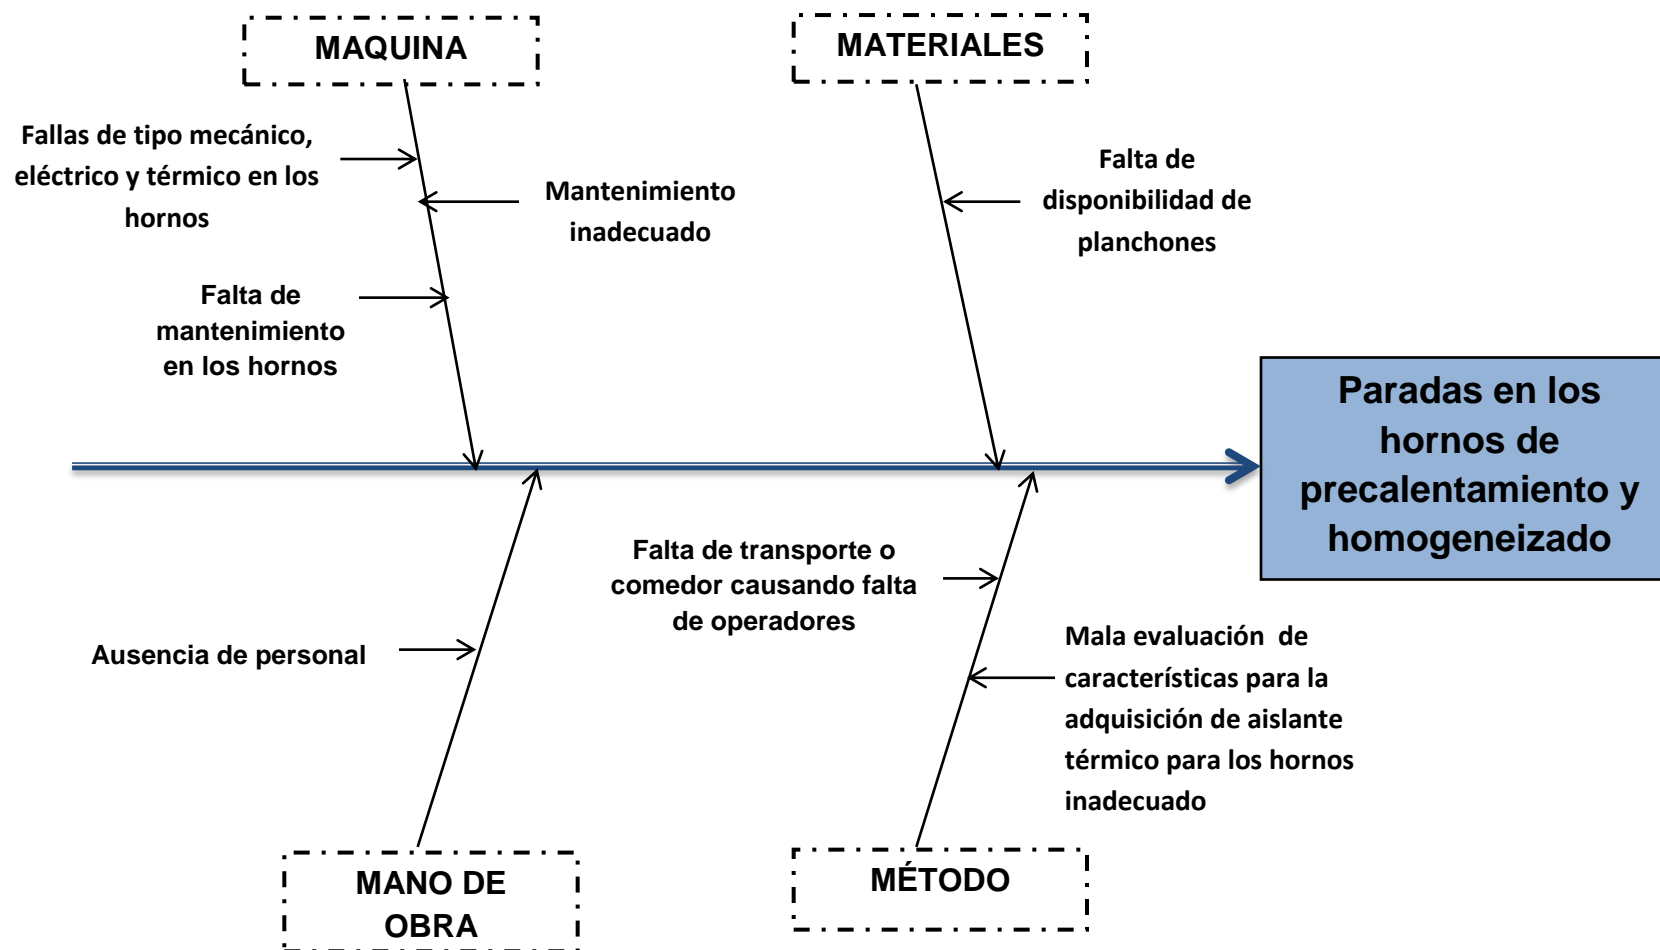 MAQUINA
MATERIALES
Fallas de tipo mecánico,
eléctrico y térmico en los
hornos
Mantenimiento
inadecuado
Falta de
disponibilidad de
planchones
Falta de
mantenimiento
en los hornos
Paradas en los
hornos de
precalentamiento y
homogeneizado
Falta de transporte o
comedor causando falta
de operadores
Ausencia de personal
Mala evaluación de
características para la
adquisición de aislante
térmico para los hornos
inadecuado
MANO DE
OBRA
MÉTODO